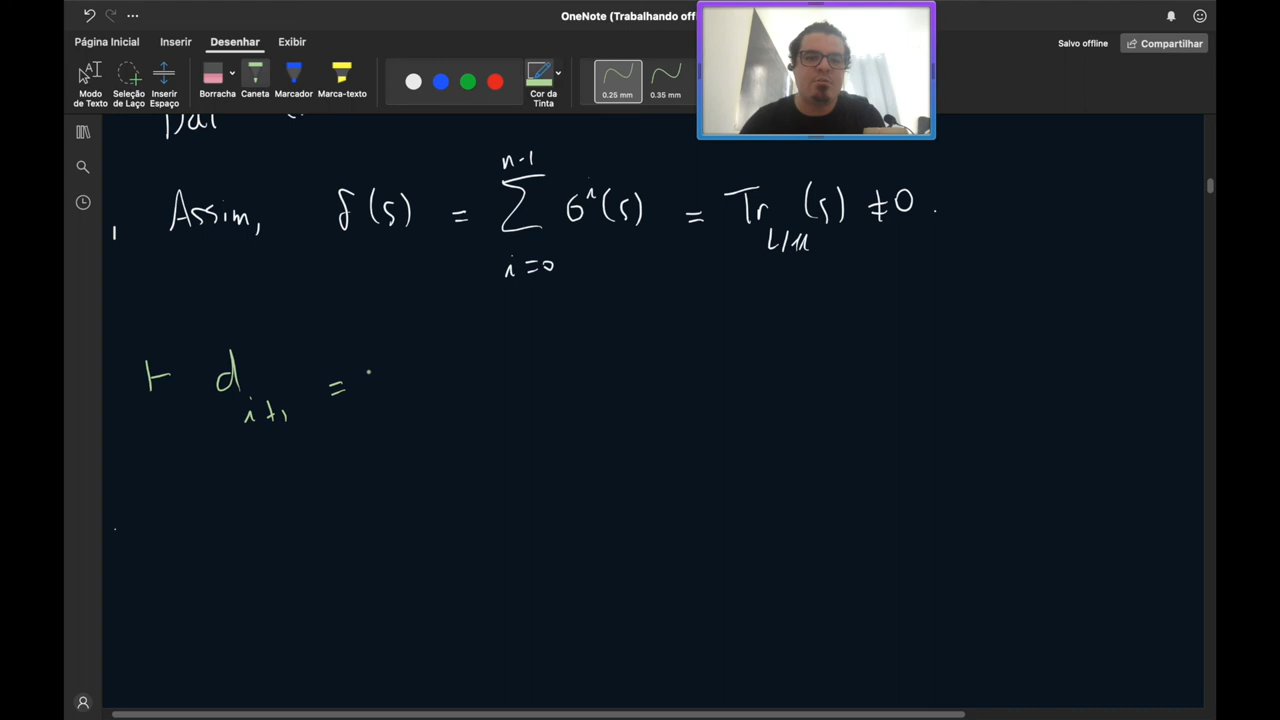 OneNote (Trabalhando off
Página Inicial Inserir Desenhar Exibir
Salvo offline Compartilhar
Modo de Texto Seleção de Laço Inserir Espaço Borracha Caneta Marcador Marca-texto Cor da Tinta 0.25 mm 0.35 mm
Daí
Assim, δ(ς) = ∑_{i=0}^{n-1} σ^i(ς) = Tr_{L/K}(ς) ≠ 0.
⊢ d_{i+1} =